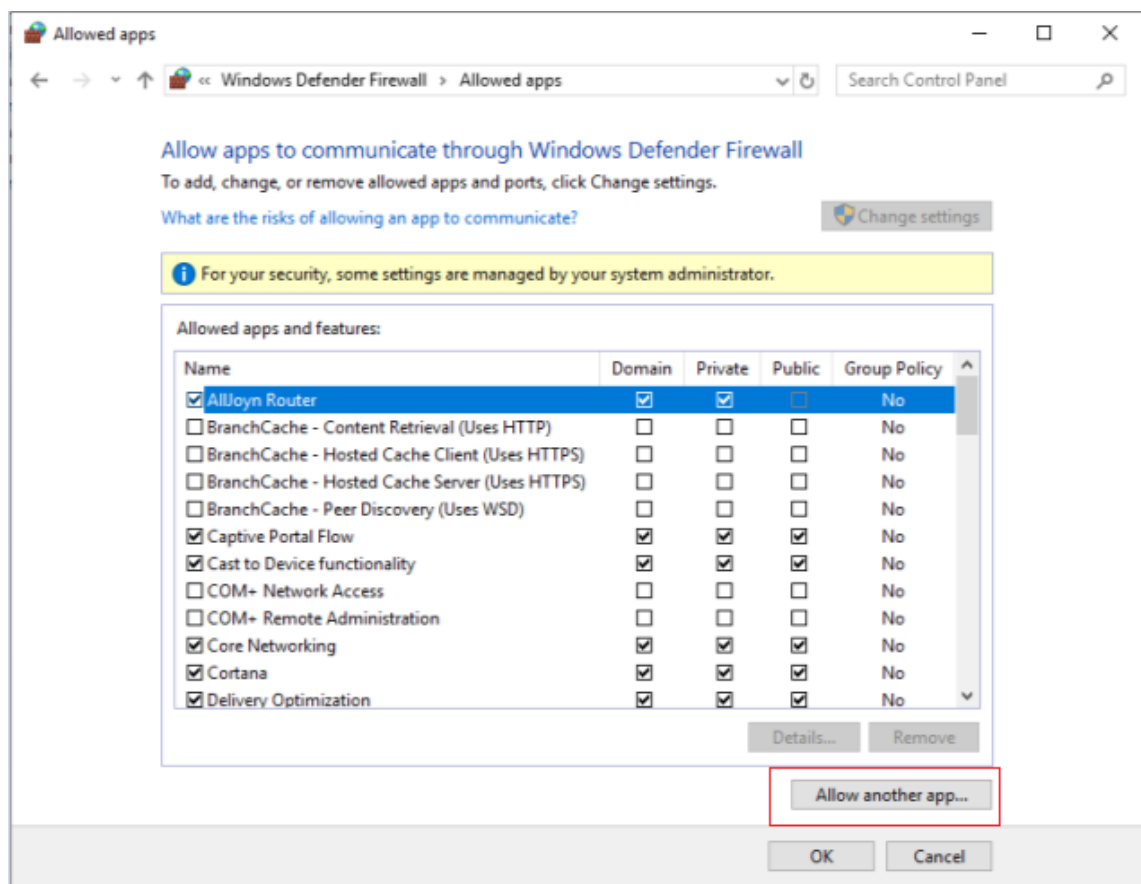 Allowed apps
« Windows Defender Firewall > Allowed apps
Search Control Panel
Allow apps to communicate through Windows Defender Firewall
To add, change, or remove allowed apps and ports, click Change settings.
What are the risks of allowing an app to communicate?
Change settings
For your security, some settings are managed by your system administrator.
Allowed apps and features:
Name Domain Private Public Group Policy
AllJoyn Router No
BranchCache - Content Retrieval (Uses HTTP) No
BranchCache - Hosted Cache Client (Uses HTTPS) No
BranchCache - Hosted Cache Server (Uses HTTPS) No
BranchCache - Peer Discovery (Uses WSD) No
Captive Portal Flow No
Cast to Device functionality No
COM+ Network Access No
COM+ Remote Administration No
Core Networking No
Cortana No
Delivery Optimization No
Details... Remove
Allow another app...
OK Cancel